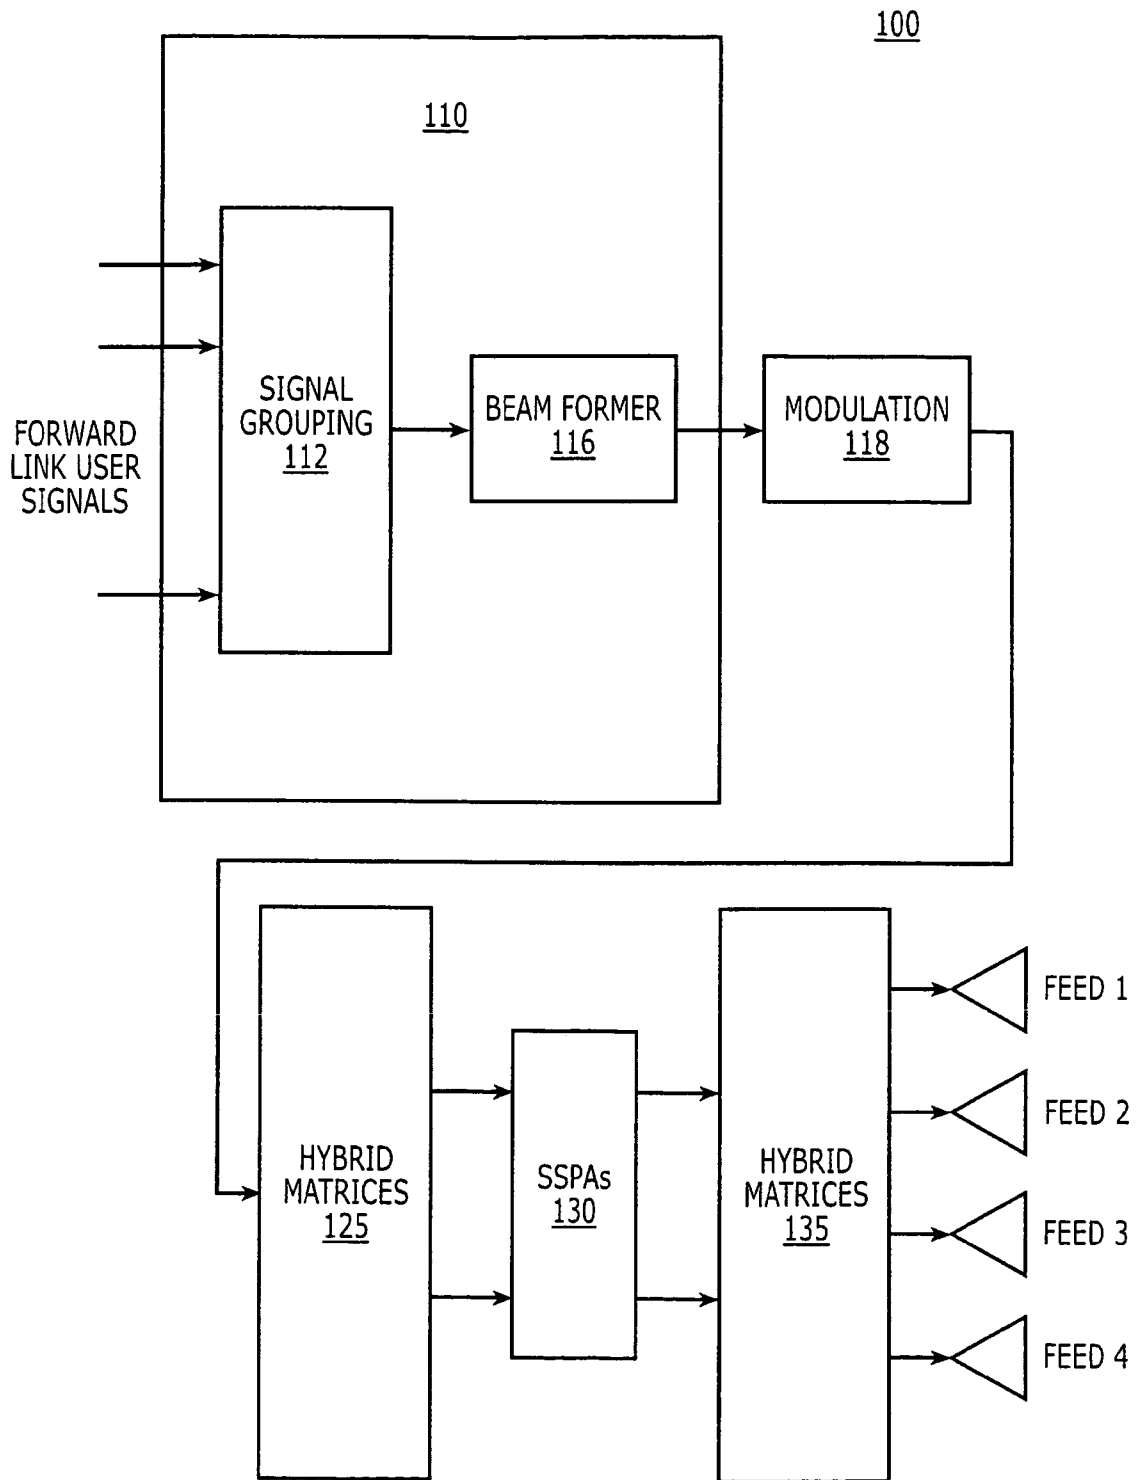 100
110
FORWARD
LINK USER
SIGNALS
SIGNAL
GROUPING
112
BEAM FORMER
116
MODULATION
118
HYBRID
MATRICES
125
SSPAs
130
HYBRID
MATRICES
135
FEED 1
FEED 2
FEED 3
FEED 4